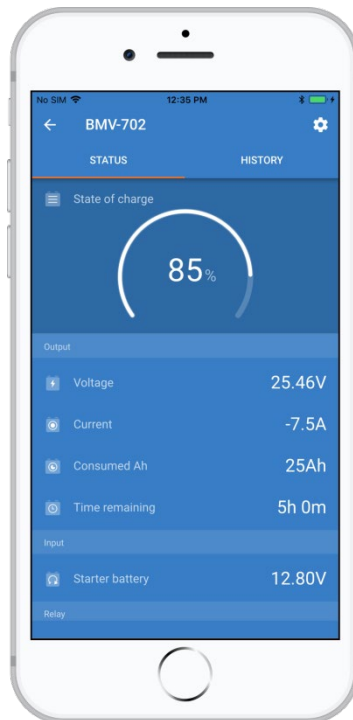 No SIM 12:35 PM
BMV-702
STATUS HISTORY
State of charge
85%
Output
Voltage 25.46V
Current -7.5A
Consumed Ah 25Ah
Time remaining 5h 0m
Input
Starter battery 12.80V
Relay